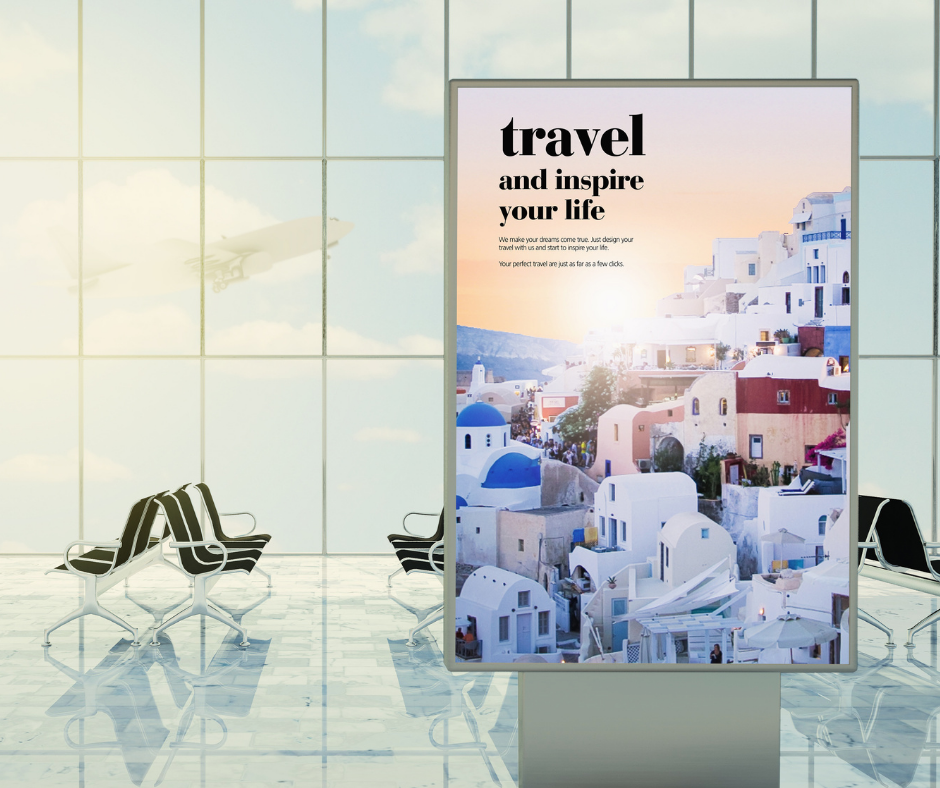 travel
and inspire
your life
We make your dreams come true. Just design your
travel with us and start to inspire your life.
Your perfect travel are just as far as a few clicks.